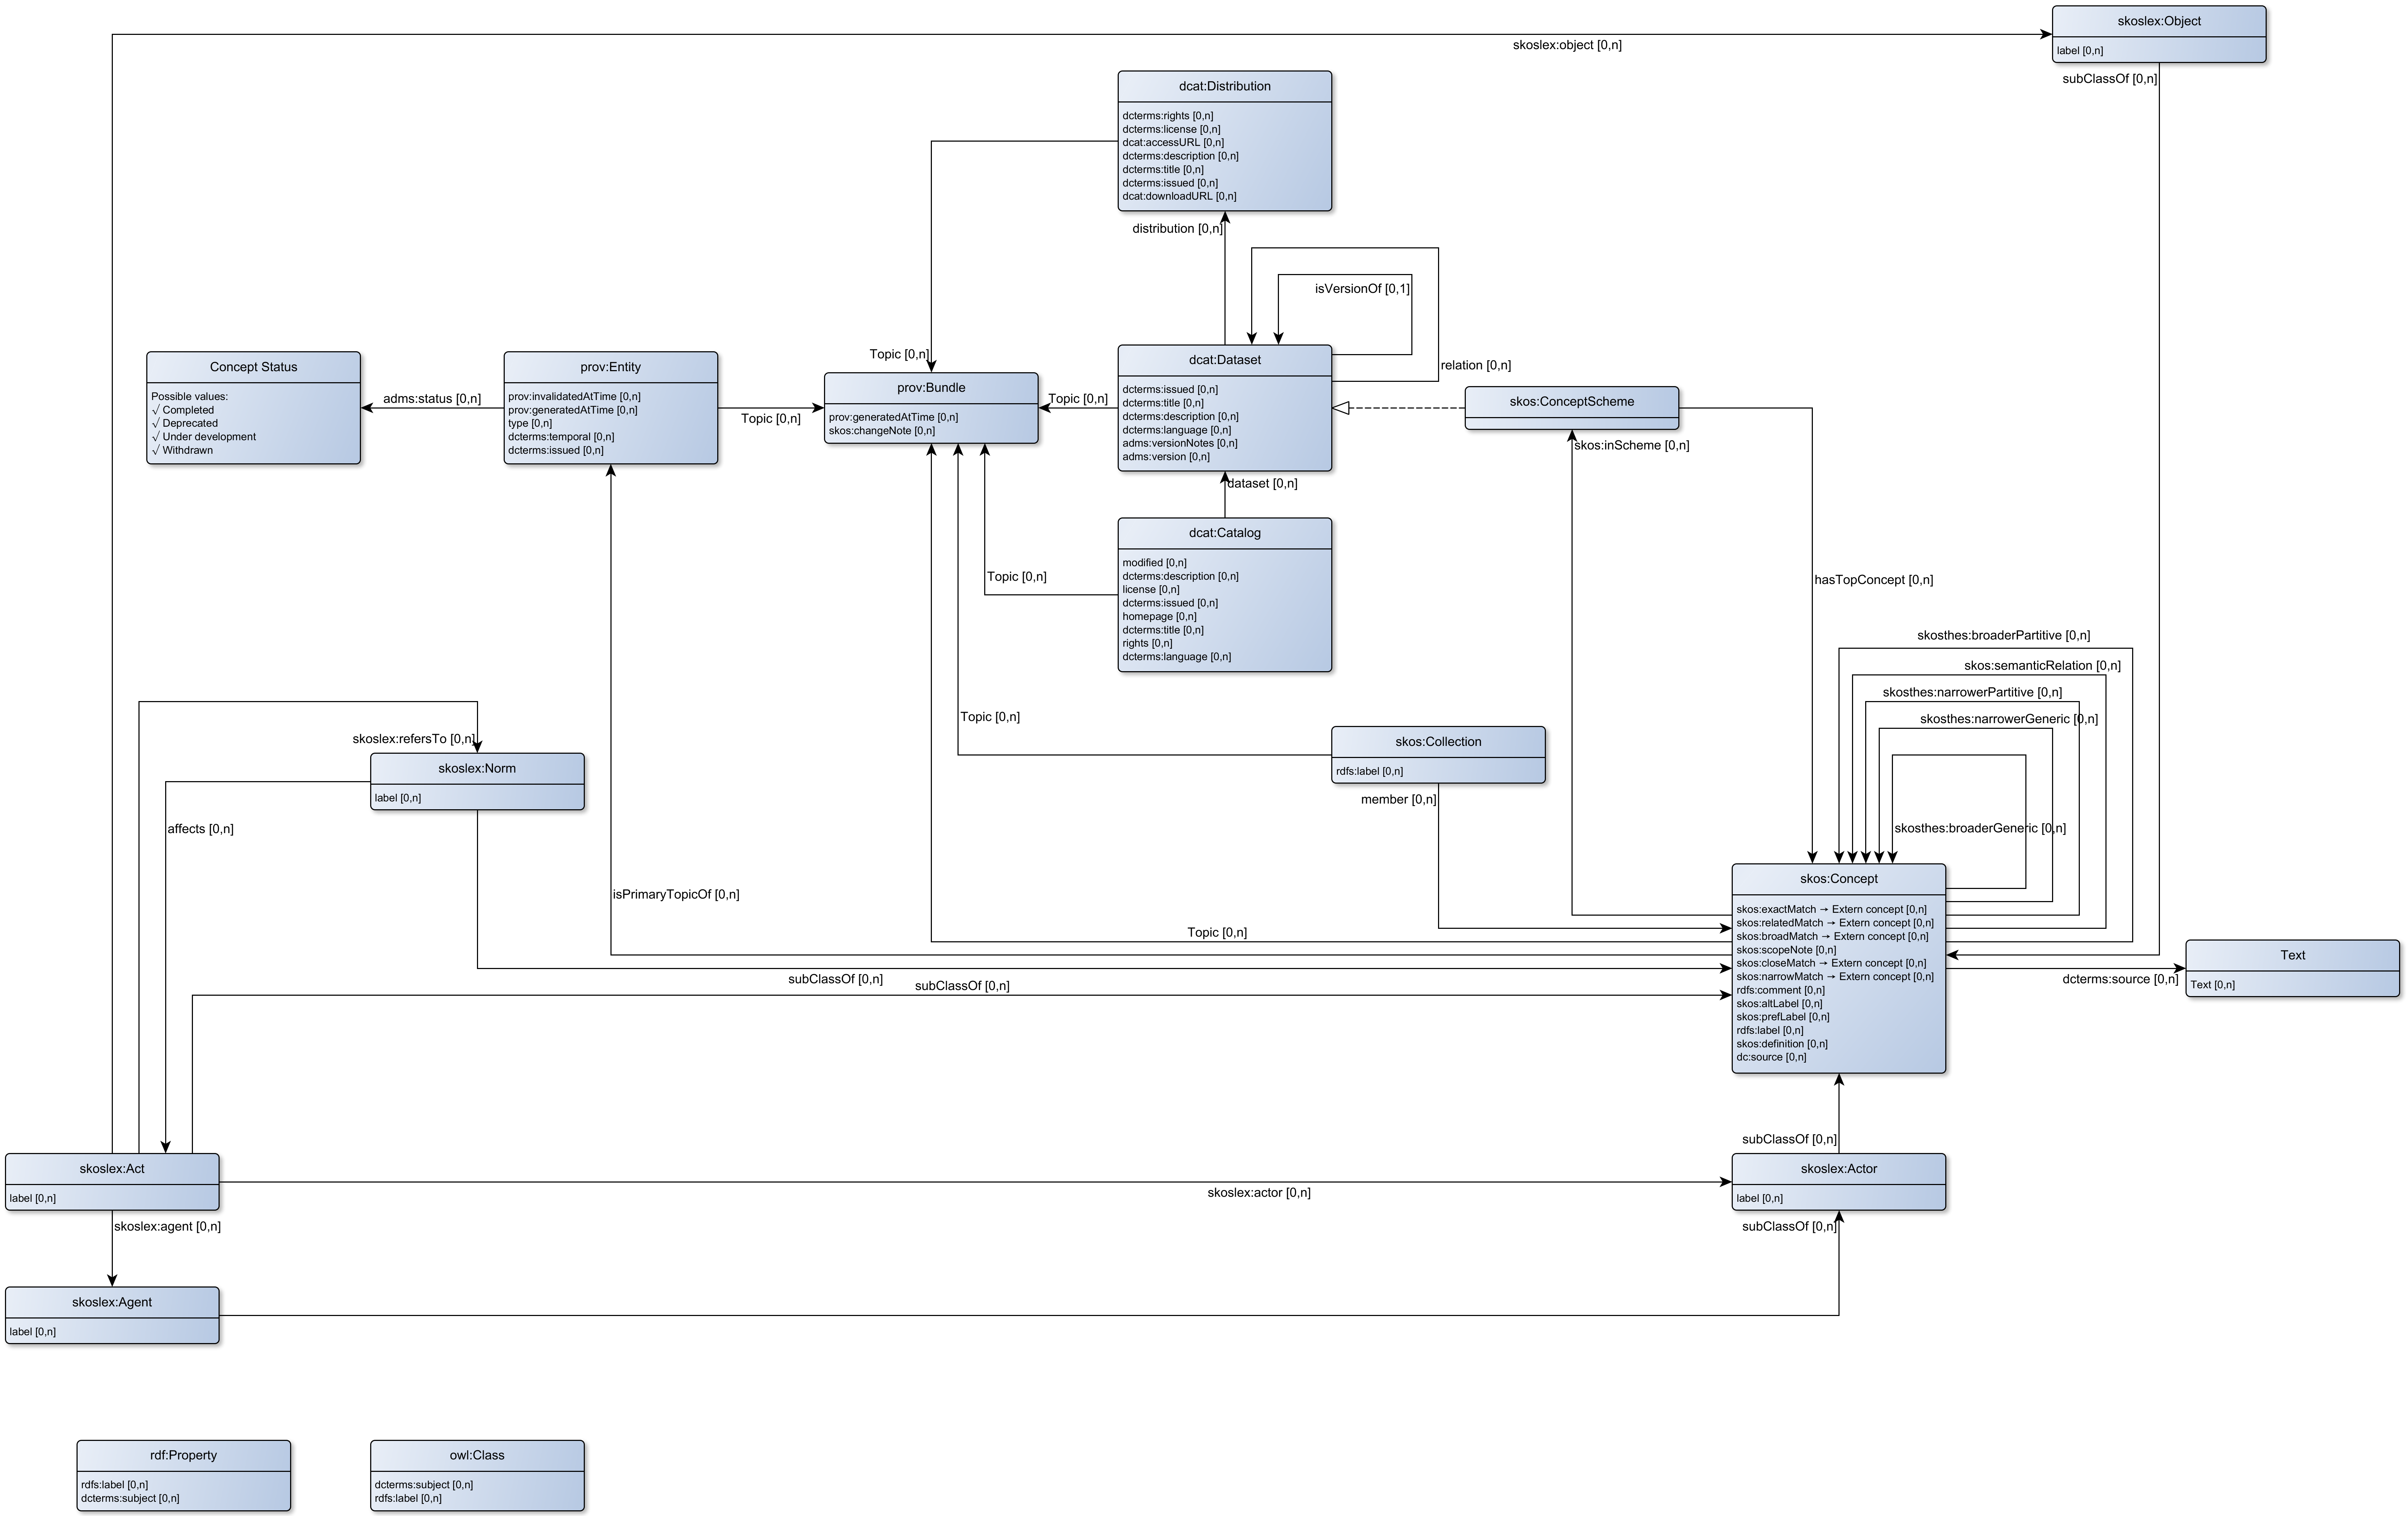 skoslex:Object
label [0,n]
skoslex:object [0,n]
subClassOf [0,n]
dcat:Distribution
dcterms:rights [0,n]
dcterms:license [0,n]
dcat:accessURL [0,n]
dcterms:description [0,n]
dcterms:title [0,n]
dcterms:issued [0,n]
dcat:downloadURL [0,n]
distribution [0,n]
isVersionOf [0,1]
relation [0,n]
Topic [0,n]
Concept Status
Possible values:
√ Completed
√ Deprecated
√ Under development
√ Withdrawn
adms:status [0,n]
prov:Entity
prov:invalidatedAtTime [0,n]
prov:generatedAtTime [0,n]
type [0,n]
dcterms:temporal [0,n]
dcterms:issued [0,n]
Topic [0,n]
prov:Bundle
prov:generatedAtTime [0,n]
skos:changeNote [0,n]
Topic [0,n]
dcat:Dataset
dcterms:issued [0,n]
dcterms:title [0,n]
dcterms:description [0,n]
dcterms:language [0,n]
adms:versionNotes [0,n]
adms:version [0,n]
skos:ConceptScheme
skos:inScheme [0,n]
dataset [0,n]
dcat:Catalog
modified [0,n]
dcterms:description [0,n]
license [0,n]
dcterms:issued [0,n]
homepage [0,n]
dcterms:title [0,n]
rights [0,n]
dcterms:language [0,n]
Topic [0,n]
hasTopConcept [0,n]
skosthes:broaderPartitive [0,n]
skos:semanticRelation [0,n]
skosthes:narrowerPartitive [0,n]
skosthes:narrowerGeneric [0,n]
skosthes:broaderGeneric [0,n]
Topic [0,n]
skos:Collection
rdfs:label [0,n]
member [0,n]
skoslex:refersTo [0,n]
skoslex:Norm
label [0,n]
affects [0,n]
isPrimaryTopicOf [0,n]
skos:Concept
skos:exactMatch → Extern concept [0,n]
skos:relatedMatch → Extern concept [0,n]
skos:broadMatch → Extern concept [0,n]
skos:scopeNote [0,n]
skos:closeMatch → Extern concept [0,n]
skos:narrowMatch → Extern concept [0,n]
rdfs:comment [0,n]
skos:altLabel [0,n]
skos:prefLabel [0,n]
rdfs:label [0,n]
skos:definition [0,n]
dc:source [0,n]
Topic [0,n]
subClassOf [0,n]
subClassOf [0,n]
dcterms:source [0,n]
Text
Text [0,n]
skoslex:Act
label [0,n]
skoslex:actor [0,n]
subClassOf [0,n]
skoslex:Actor
label [0,n]
skoslex:agent [0,n]
subClassOf [0,n]
skoslex:Agent
label [0,n]
rdf:Property
rdfs:label [0,n]
dcterms:subject [0,n]
owl:Class
dcterms:subject [0,n]
rdfs:label [0,n]